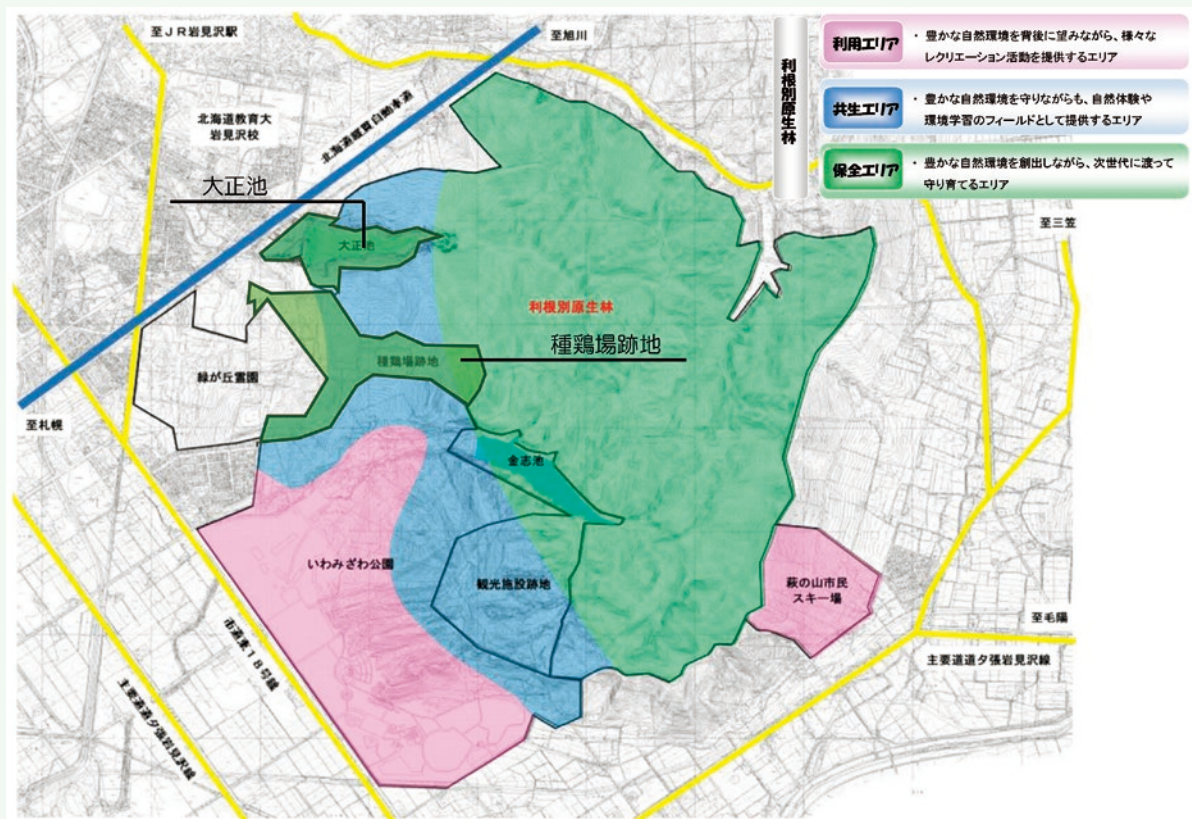 至JR岩見沢駅
至旭川
北海道教育大
岩見沢校
北海道縦貫自動車道
利根別原生林
利用エリア
・ 豊かな自然環境を背後に望みながら、様々な
レクリエーション活動を提供するエリア
共生エリア
・ 豊かな自然環境を守りながらも、自然体験や
環境学習のフィールドとして提供するエリア
保全エリア
・ 豊かな自然環境を創出しながら、次世代に渡って
守り育てるエリア
大正池
大正池
至三笠
利根別原生林
種鶏場跡地
種鶏場跡地
緑が丘霊園
至札幌
金志池
いわみざわ公園
観光施設跡地
萩の山市民
スキー場
至毛陽
主要道道夕張岩見沢線
市道東18号線
主要道道夕張岩見沢線